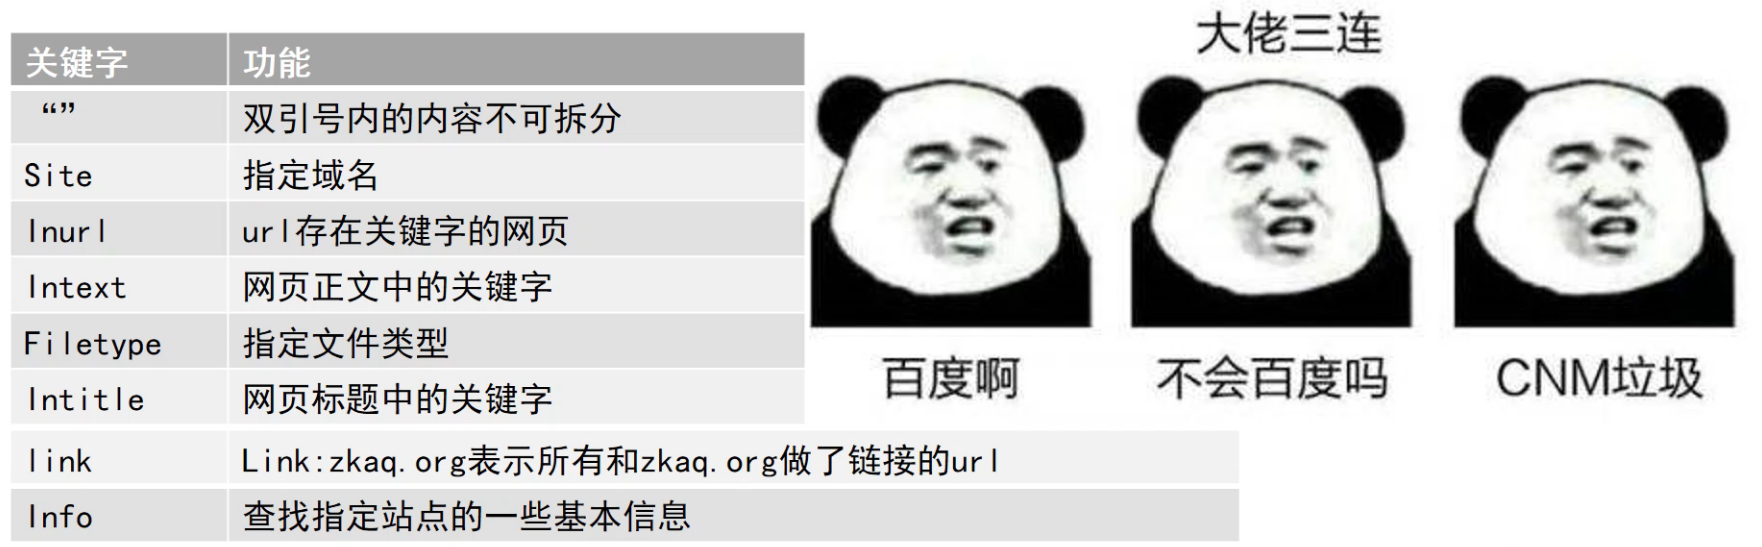 关键字 功能
“” 双引号内的内容不可拆分
Site 指定域名
Inurl url存在关键字的网页
Intext 网页正文中的关键字
Filetype 指定文件类型
Intitle 网页标题中的关键字
link Link:zkaq.org表示所有和zkaq.org做了链接的url
Info 查找指定站点的一些基本信息
大佬三连
百度啊 不会百度吗 CNM垃圾